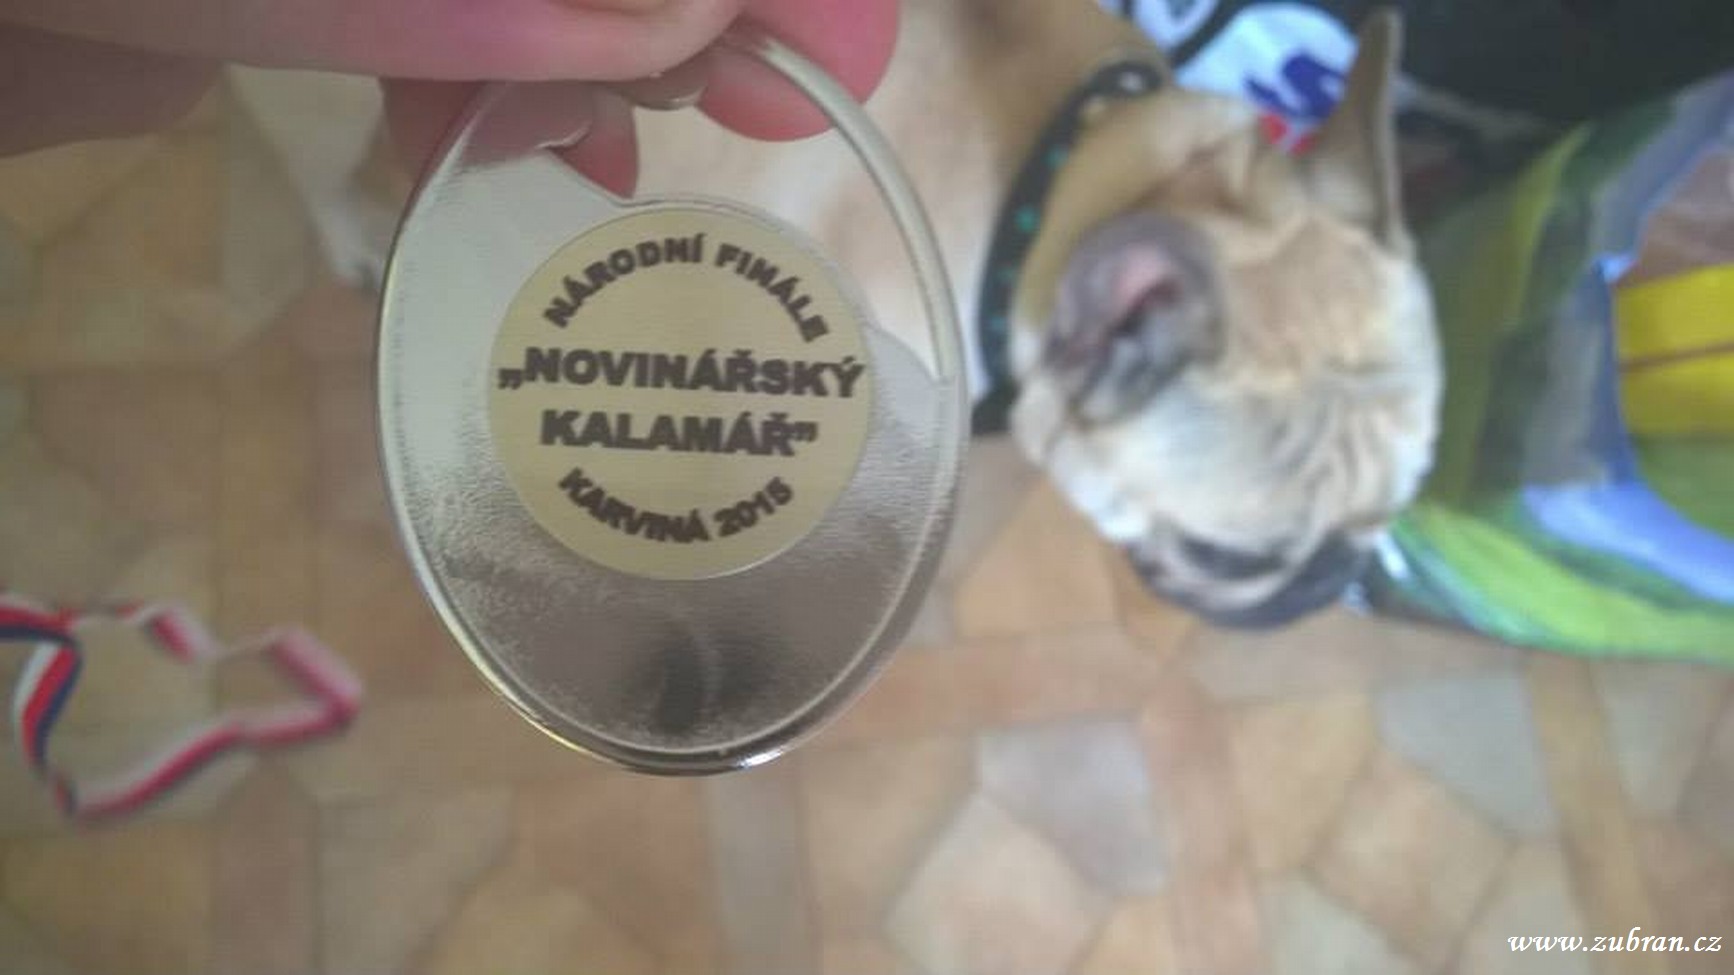 NÁRODNÍ FINÁLE
„NOVINÁŘSKÝ
KALAMÁŘ”
KARVINÁ 2015
www.zubran.cz